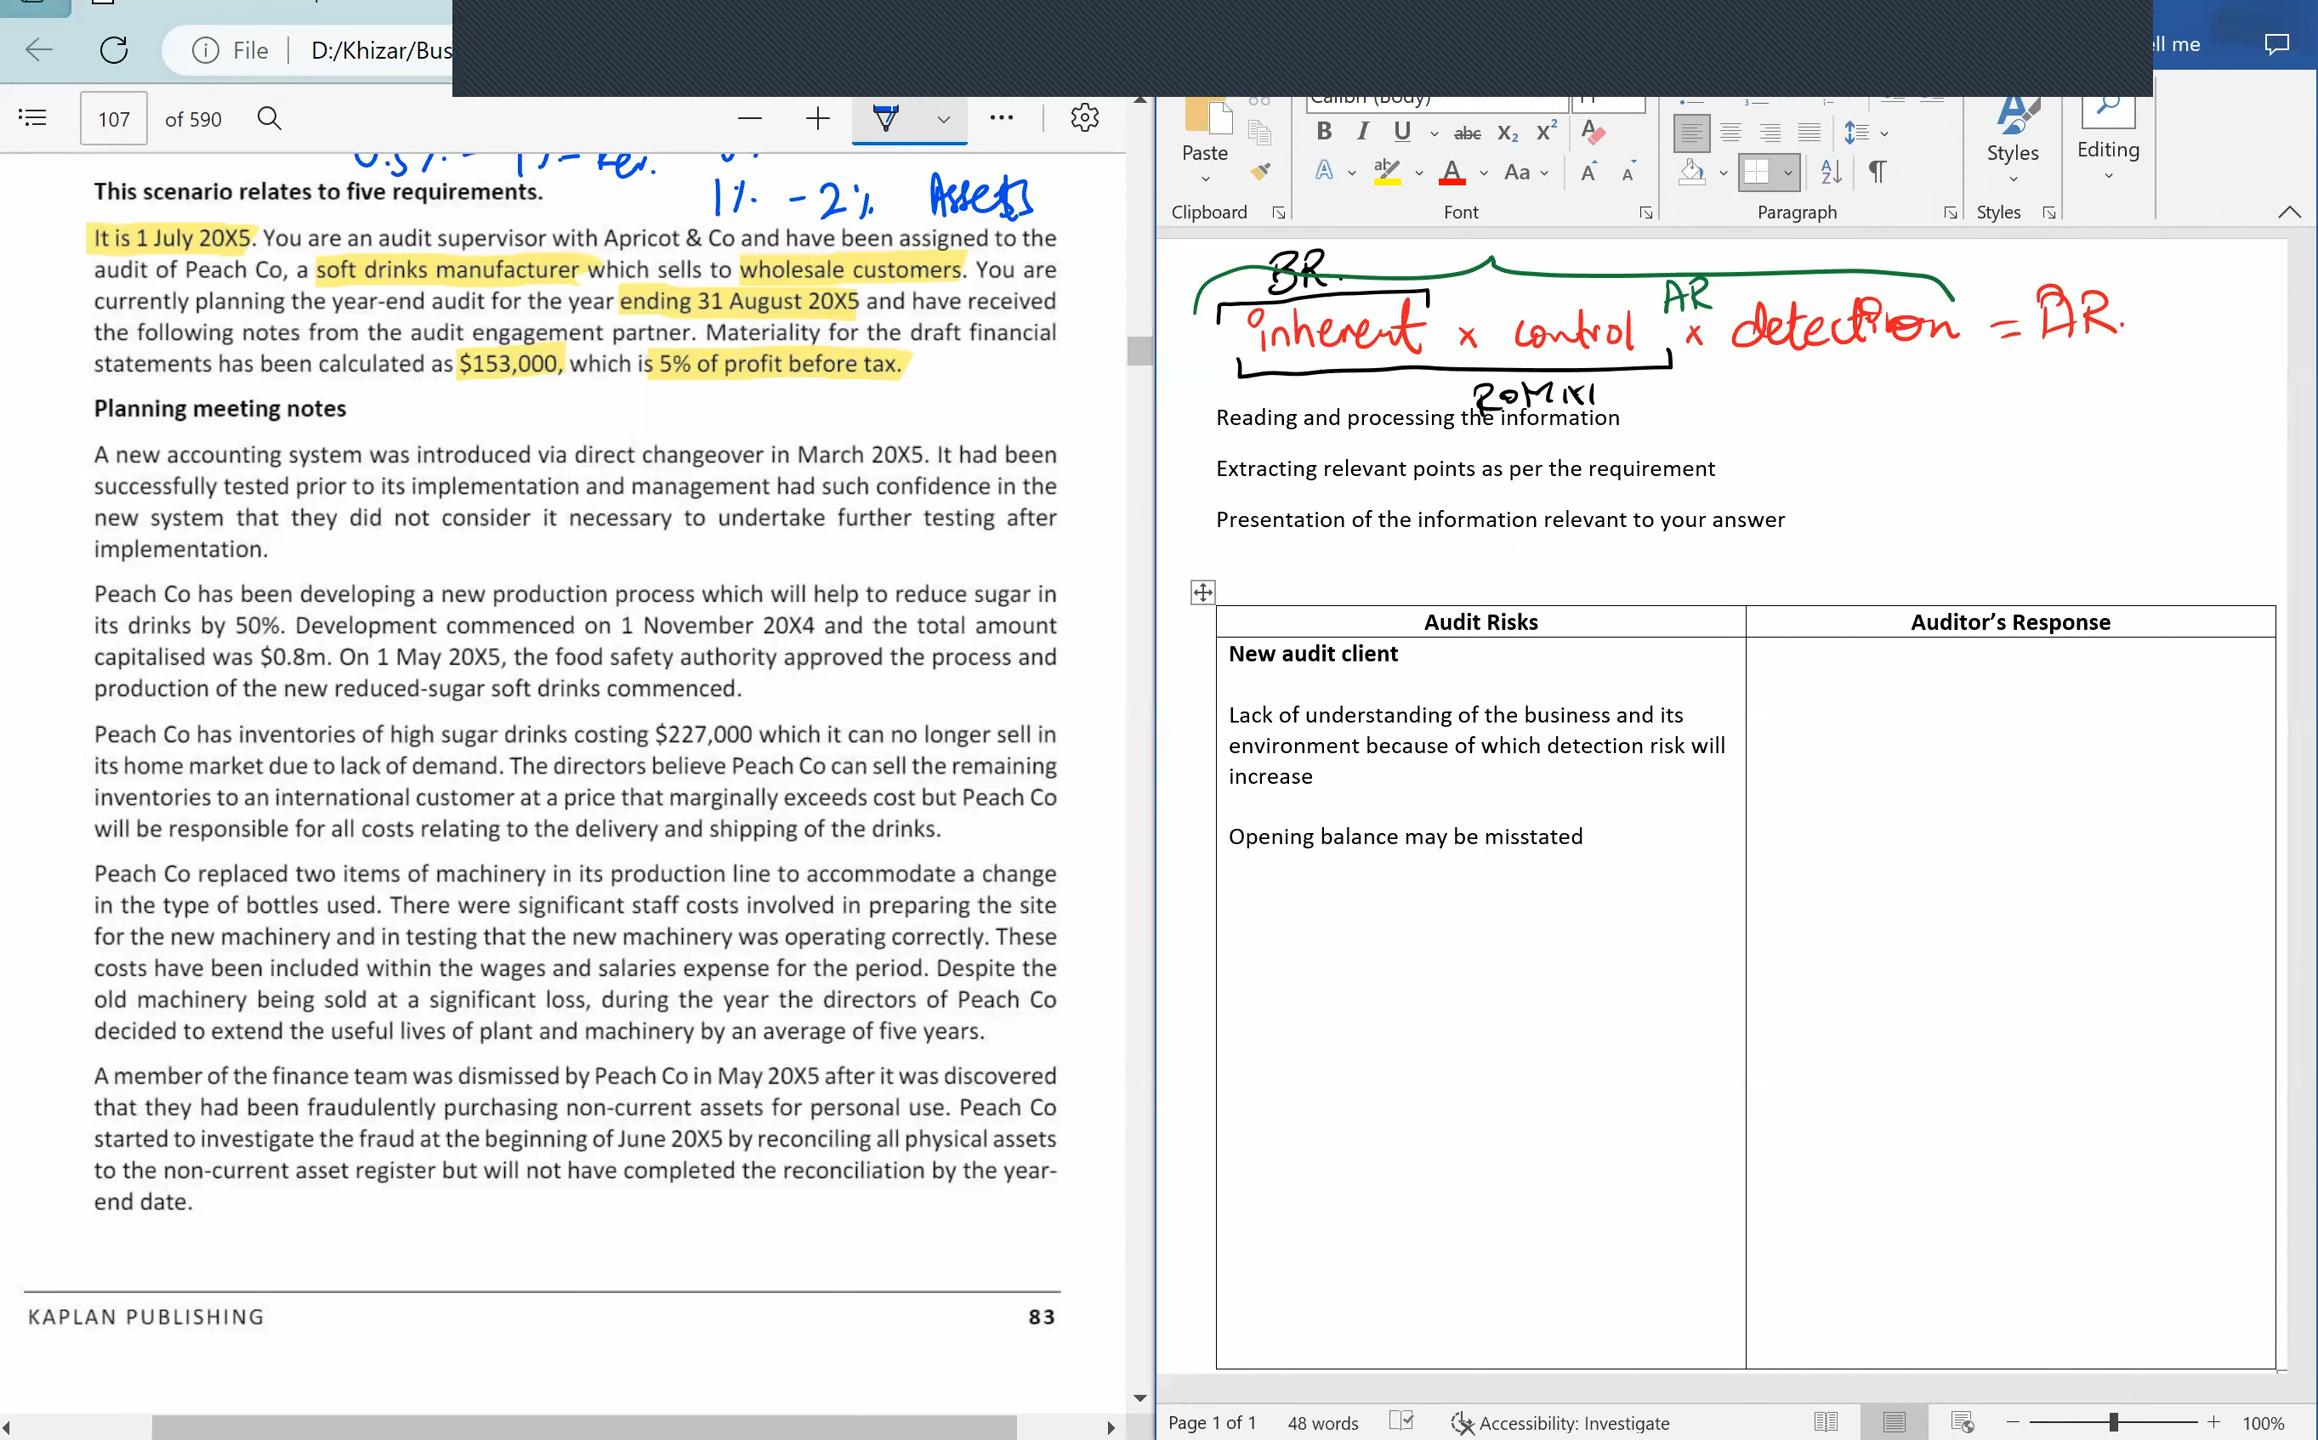 File D:/Khizar/Bus
ll me
107 of 590
Paste
Styles
Editing
Clipboard Font Paragraph Styles
1% - 2% Assets
This scenario relates to five requirements.
It is 1 July 20X5. You are an audit supervisor with Apricot & Co and have been assigned to the
audit of Peach Co, a soft drinks manufacturer which sells to wholesale customers. You are
currently planning the year-end audit for the year ending 31 August 20X5 and have received
the following notes from the audit engagement partner. Materiality for the draft financial
statements has been calculated as $153,000, which is 5% of profit before tax.
Planning meeting notes
A new accounting system was introduced via direct changeover in March 20X5. It had been
successfully tested prior to its implementation and management had such confidence in the
new system that they did not consider it necessary to undertake further testing after
implementation.
Peach Co has been developing a new production process which will help to reduce sugar in
its drinks by 50%. Development commenced on 1 November 20X4 and the total amount
capitalised was $0.8m. On 1 May 20X5, the food safety authority approved the process and
production of the new reduced-sugar soft drinks commenced.
Peach Co has inventories of high sugar drinks costing $227,000 which it can no longer sell in
its home market due to lack of demand. The directors believe Peach Co can sell the remaining
inventories to an international customer at a price that marginally exceeds cost but Peach Co
will be responsible for all costs relating to the delivery and shipping of the drinks.
Peach Co replaced two items of machinery in its production line to accommodate a change
in the type of bottles used. There were significant staff costs involved in preparing the site
for the new machinery and in testing that the new machinery was operating correctly. These
costs have been included within the wages and salaries expense for the period. Despite the
old machinery being sold at a significant loss, during the year the directors of Peach Co
decided to extend the useful lives of plant and machinery by an average of five years.
A member of the finance team was dismissed by Peach Co in May 20X5 after it was discovered
that they had been fraudulently purchasing non-current assets for personal use. Peach Co
started to investigate the fraud at the beginning of June 20X5 by reconciling all physical assets
to the non-current asset register but will not have completed the reconciliation by the year-
end date.
KAPLAN PUBLISHING 83
BR.
AR
inherent x control x detection = AR.
Reading and processing the information
Extracting relevant points as per the requirement
Presentation of the information relevant to your answer
Audit Risks Auditor's Response
New audit client
Lack of understanding of the business and its
environment because of which detection risk will
increase
Opening balance may be misstated
Page 1 of 1 48 words Accessibility: Investigate 100%